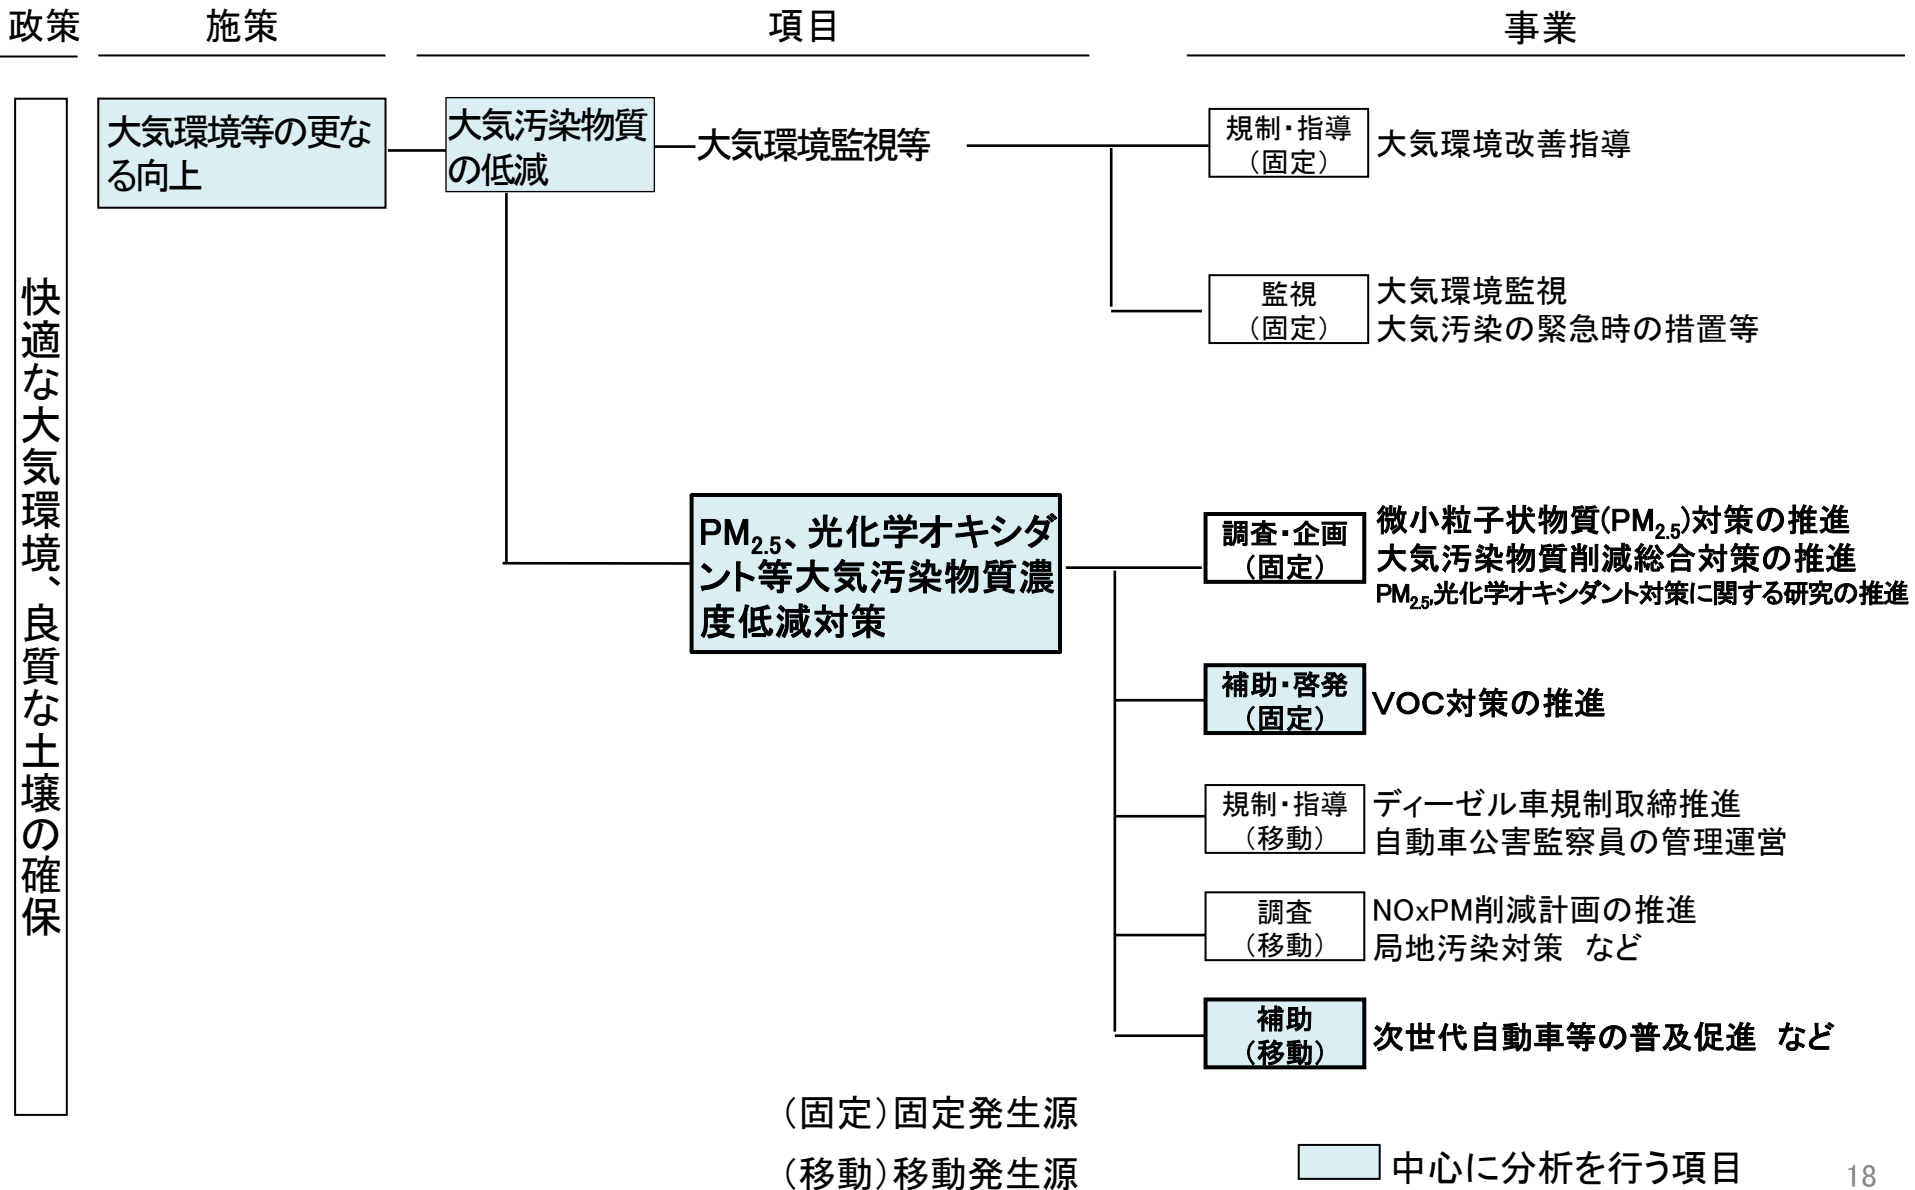 政策
施策
項目
事業
快適な大気環境、良質な土壌の確保
大気環境等の更な
る向上
大気汚染物質
の低減
大気環境監視等
規制・指導
（固定）
大気環境改善指導
監視
（固定）
大気環境監視
大気汚染の緊急時の措置等
PM2.5、光化学オキシダ
ント等大気汚染物質濃
度低減対策
調査・企画
（固定）
微小粒子状物質(PM2.5)対策の推進
大気汚染物質削減総合対策の推進
PM2.5,光化学オキシダント対策に関する研究の推進
補助・啓発
（固定）
VOC対策の推進
規制・指導
（移動）
ディーゼル車規制取締推進
自動車公害監察員の管理運営
調査
（移動）
NOxPM削減計画の推進
局地汚染対策　など
補助
（移動）
次世代自動車等の普及促進　など
（固定）固定発生源
（移動）移動発生源
中心に分析を行う項目
18